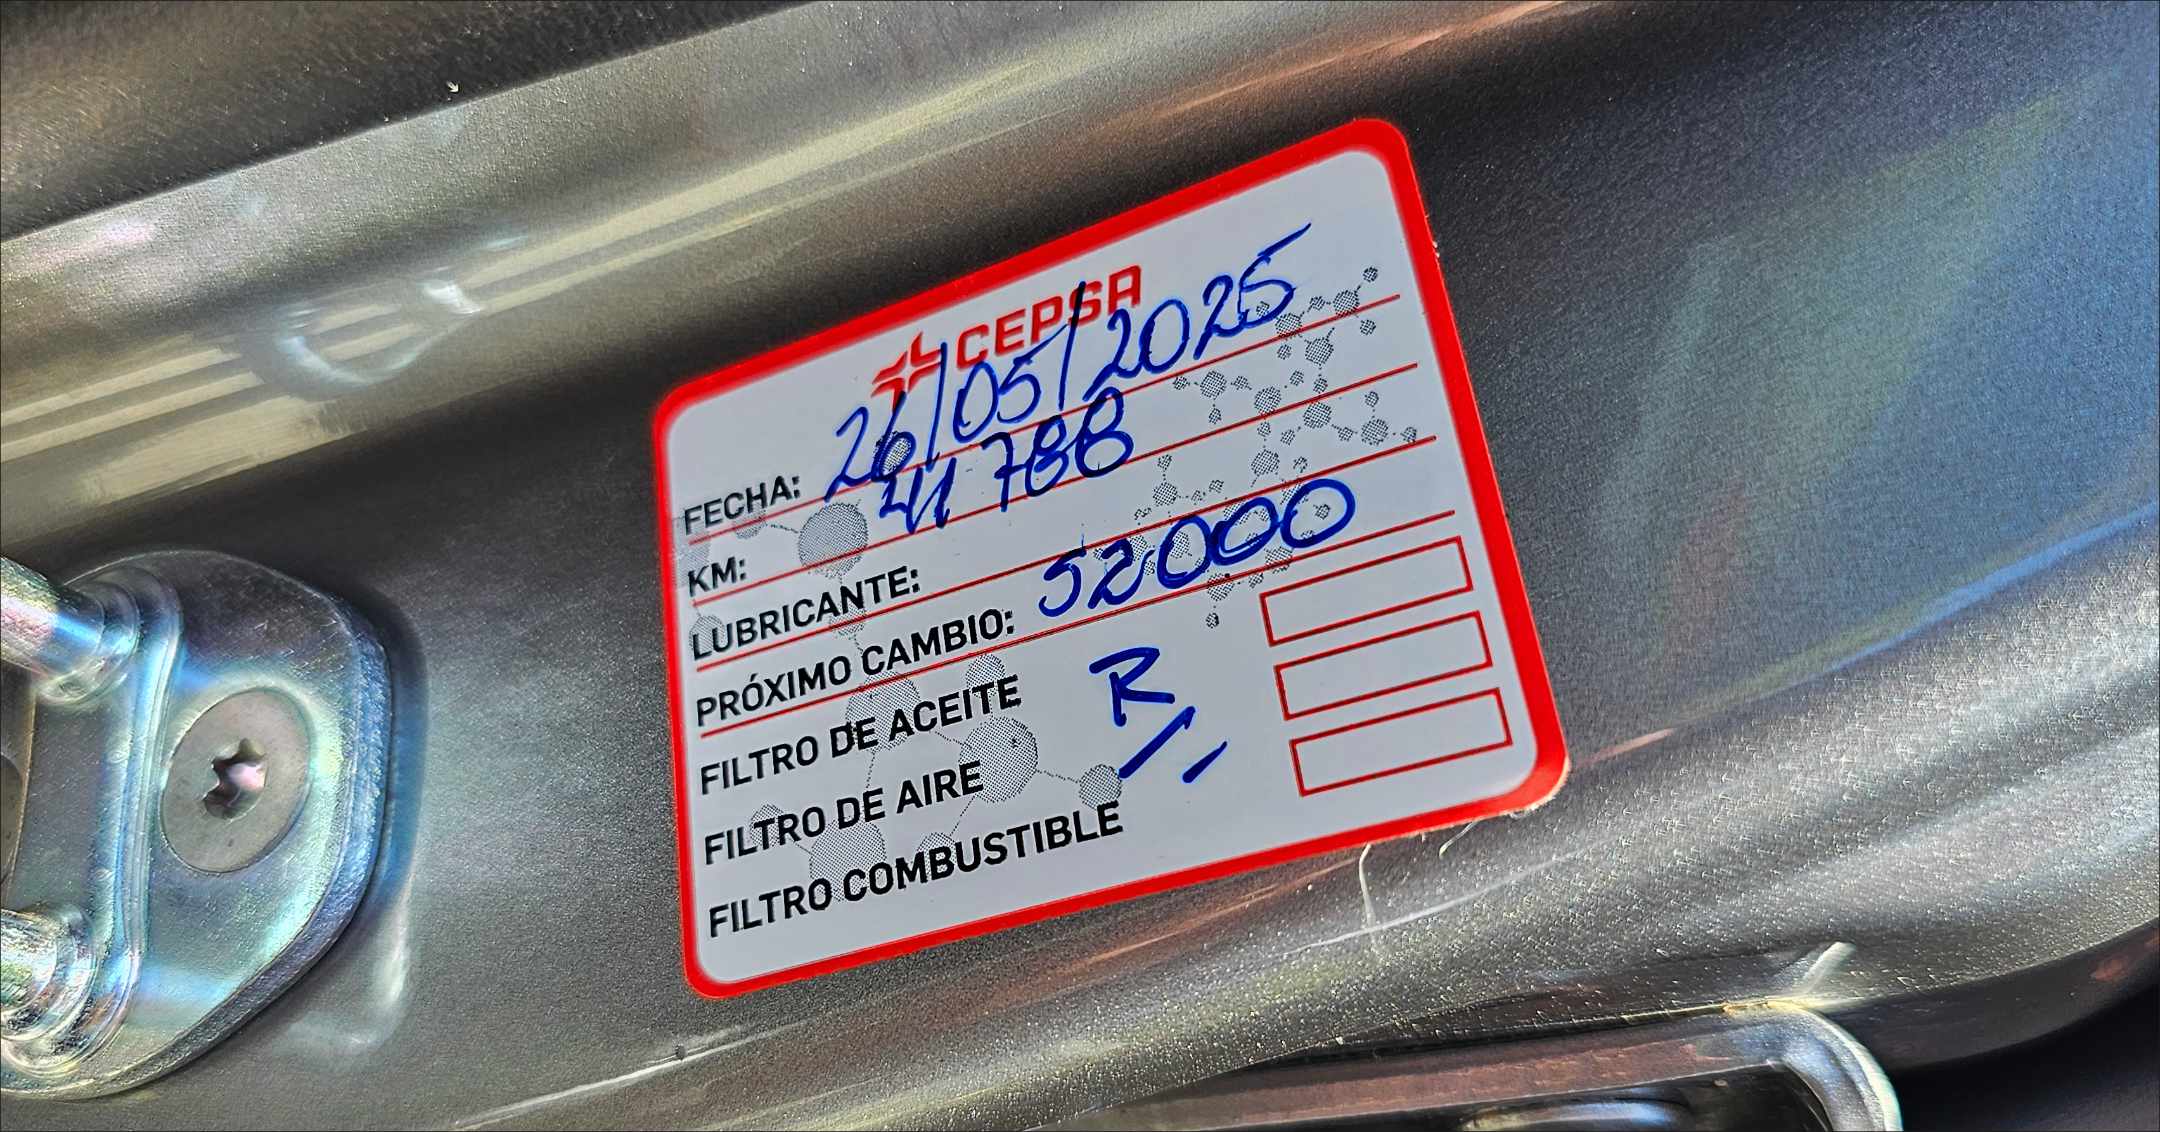 CEPSA
FECHA: 26/05/2025
KM: 41 788
LUBRICANTE:
PRÓXIMO CAMBIO: 52000
FILTRO DE ACEITE R
FILTRO DE AIRE
FILTRO COMBUSTIBLE